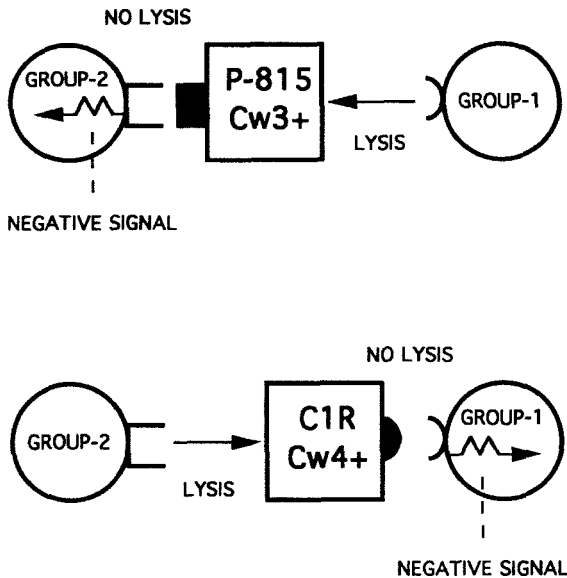 NO LYSIS
GROUP-2
P-815
Cw3+
GROUP-1
LYSIS
NEGATIVE SIGNAL
NO LYSIS
GROUP-2
C1R
Cw4+
GROUP-1
LYSIS
NEGATIVE SIGNAL